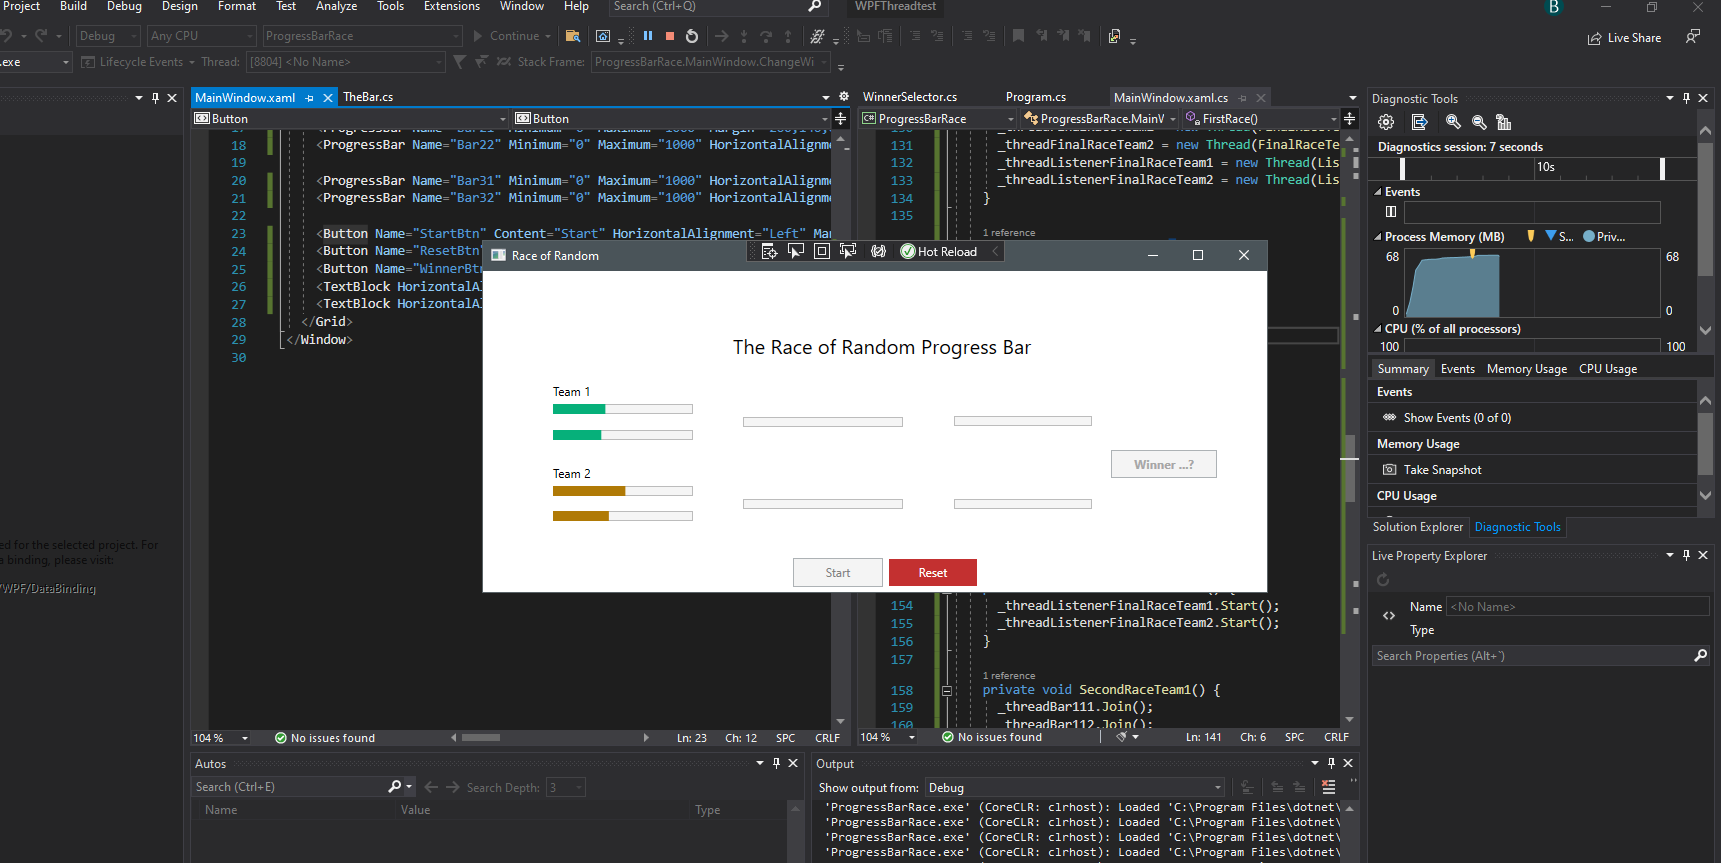 Project Build Debug Design Format Test Analyze Tools Extensions Window Help Search (Ctrl+Q) WPFThreadtest B
Debug Any CPU ProgressBarRace Continue Live Share
.exe Lifecycle Events Thread: [8804] <No Name> Stack Frame: ProgressBarRace.MainWindow.ChangeWi
MainWindow.xaml TheBar.cs
Button Button
18 <ProgressBar Name="Bar22" Minimum="0" Maximum="1000" HorizontalAlignme
19
20 <ProgressBar Name="Bar31" Minimum="0" Maximum="1000" HorizontalAlignme
21 <ProgressBar Name="Bar32" Minimum="0" Maximum="1000" HorizontalAlignme
22
23 <Button Name="StartBtn" Content="Start" HorizontalAlignment="Left" Mar
24 <Button Name="ResetBtn"
25 <Button Name="WinnerBtn
26 <TextBlock HorizontalAl
27 <TextBlock HorizontalAl
28 </Grid>
29 </Window>
30
104 % No issues found Ln: 23 Ch: 12 SPC CRLF
WinnerSelector.cs Program.cs MainWindow.xaml.cs
ProgressBarRace ProgressBarRace.MainV FirstRace()
131 _threadFinalRaceTeam2 = new Thread(FinalRaceTe
132 _threadListenerFinalRaceTeam1 = new Thread(Lis
133 _threadListenerFinalRaceTeam2 = new Thread(Lis
134 }
135
1 reference
Race of Random
Hot Reload
The Race of Random Progress Bar
Team 1
Winner ...?
Team 2
Start Reset
154 _threadListenerFinalRaceTeam1.Start();
155 _threadListenerFinalRaceTeam2.Start();
156 }
157
1 reference
158 private void SecondRaceTeam1() {
159 _threadBar111.Join();
160 _threadBar112.Join();
104 % No issues found Ln: 141 Ch: 6 SPC CRLF
Diagnostic Tools
Diagnostics session: 7 seconds
10s
Events
Process Memory (MB) S... Priv...
68 68
0 0
CPU (% of all processors)
100 100
Summary Events Memory Usage CPU Usage
Events
Show Events (0 of 0)
Memory Usage
Take Snapshot
CPU Usage
Solution Explorer Diagnostic Tools
Live Property Explorer
Name <No Name>
Type
Search Properties (Alt+¨)
ed for the selected project. For
a binding, please visit:
/WPF/DataBinding
Autos
Search (Ctrl+E) Search Depth: 3
Name Value Type
Output
Show output from: Debug
'ProgressBarRace.exe' (CoreCLR: clrhost): Loaded 'C:\Program Files\dotnet\
'ProgressBarRace.exe' (CoreCLR: clrhost): Loaded 'C:\Program Files\dotnet\
'ProgressBarRace.exe' (CoreCLR: clrhost): Loaded 'C:\Program Files\dotnet\
'ProgressBarRace.exe' (CoreCLR: clrhost): Loaded 'C:\Program Files\dotnet\